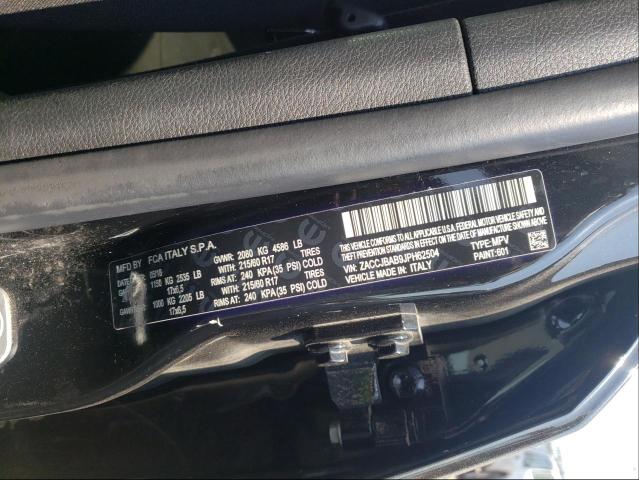 MFD BY: FCA ITALY S.P.A.
DATE 05/18 GVWR: 2080 KG 4586 LB
1150 KG 2535 LB WITH: 215/60 R17 TIRES
17x6,5 RIMS AT: 240 KPA(35 PSI) COLD
1000 KG 2205 LB WITH: 215/60 R17 TIRES
17x6,5 RIMS AT: 240 KPA(35 PSI) COLD
THIS VEHICLE CONFORMS TO ALL APPLICABLE U.S.A. FEDERAL MOTOR VEHICLE SAFETY,
BUMPER AND THEFT PREVENTION STANDARDS IN EFFECT ON THE DATE OF MANUFACTURE SHOWN ABOVE.
VIN: ZACCJBAB9JPH62504 TYPE: MPV
VEHICLE MADE IN: ITALY PAINT: 601